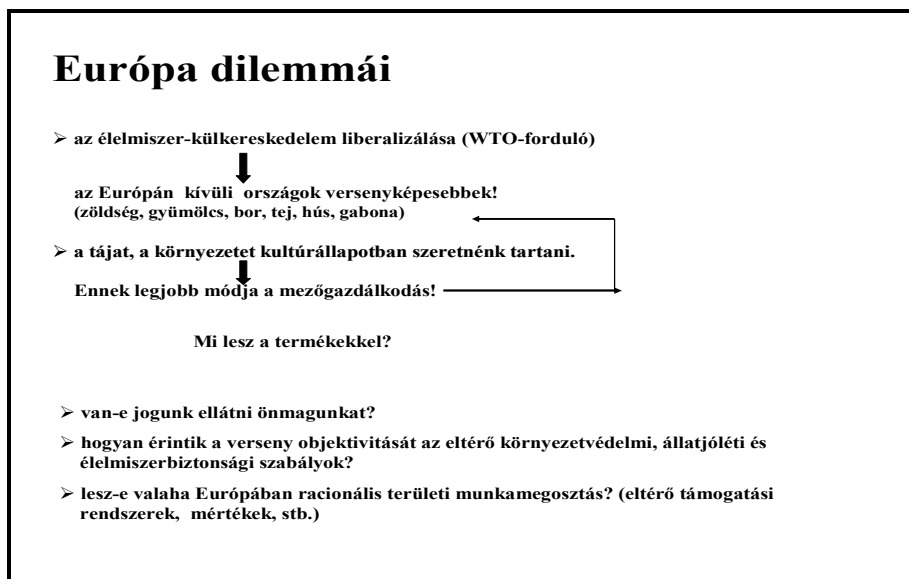 Európa dilemmái
➢ az élelmiszer-külkereskedelem liberalizálása (WTO-forduló)
az Európán kívüli országok versenyképesebbek!
(zöldség, gyümölcs, bor, tej, hús, gabona)
➢ a tájat, a környezetet kultúrállapotban szeretnénk tartani.
Ennek legjobb módja a mezőgazdálkodás!
Mi lesz a termékekkel?
➢ van-e jogunk ellátni önmagunkat?
➢ hogyan érintik a verseny objektivitását az eltérő környezetvédelmi, állatjóléti és
élelmiszerbiztonsági szabályok?
➢ lesz-e valaha Európában racionális területi munkamegosztás? (eltérő támogatási
rendszerek, mértékek, stb.)